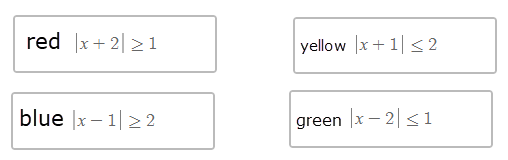 red |x + 2| ≥ 1
yellow |x + 1| ≤ 2
blue |x − 1| ≥ 2
green |x − 2| ≤ 1